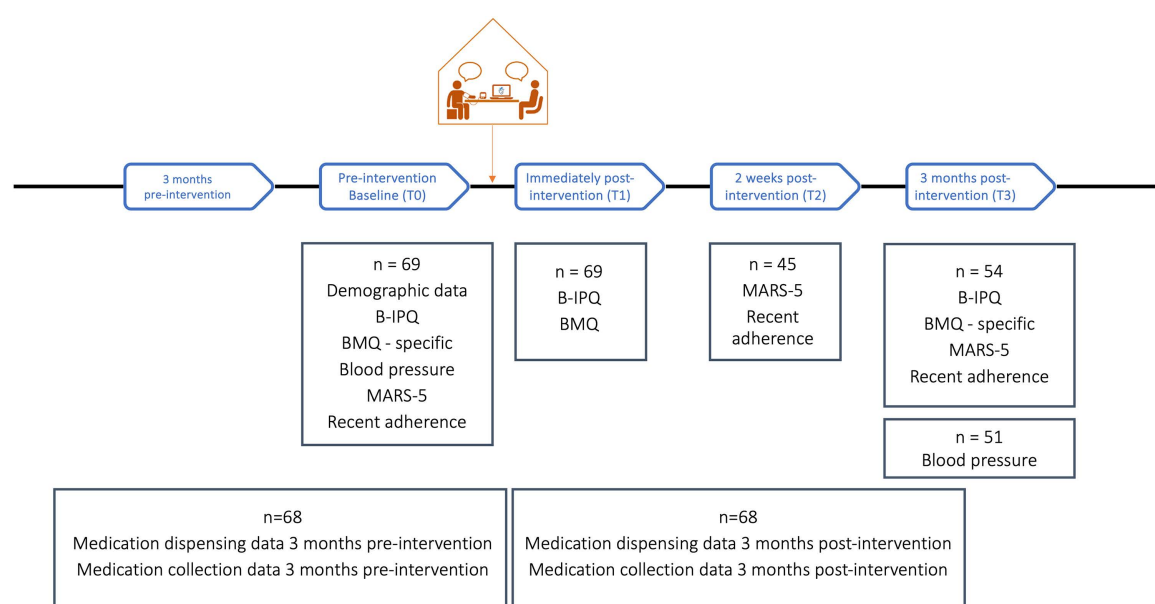 3 months
pre-intervention
Pre-intervention
Baseline (T0)
Immediately post-
intervention (T1)
2 weeks post-
intervention (T2)
3 months post-
intervention (T3)
n = 69
Demographic data
B-IPQ
BMQ - specific
Blood pressure
MARS-5
Recent adherence
n = 69
B-IPQ
BMQ
n = 45
MARS-5
Recent
adherence
n = 54
B-IPQ
BMQ - specific
MARS-5
Recent adherence
n = 51
Blood pressure
n=68
Medication dispensing data 3 months pre-intervention
Medication collection data 3 months pre-intervention
n=68
Medication dispensing data 3 months post-intervention
Medication collection data 3 months post-intervention